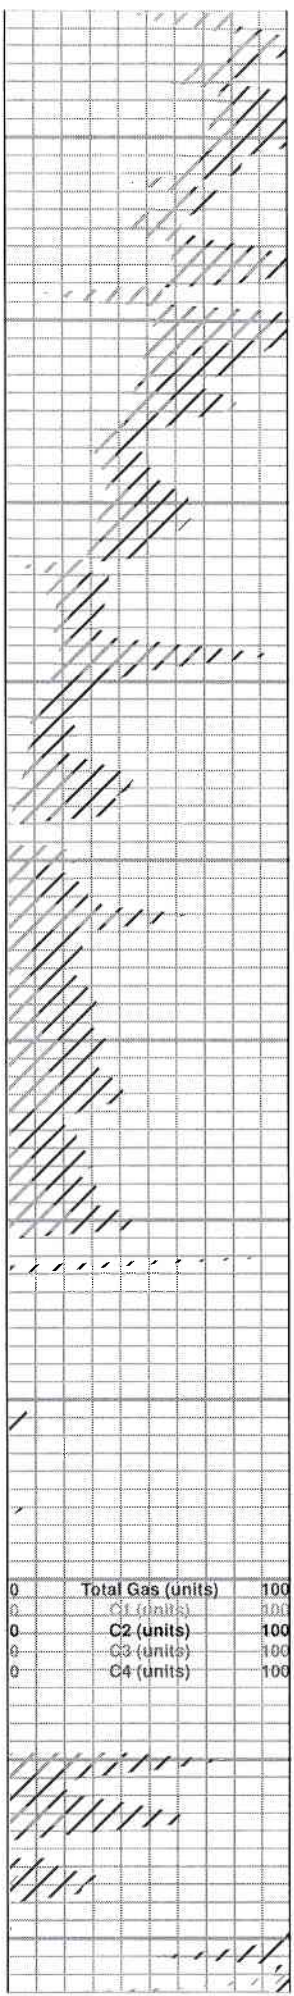 0 Total Gas (units) 100
0 C1 (units) 100
0 C2 (units) 100
0 C3 (units) 100
0 C4 (units) 100